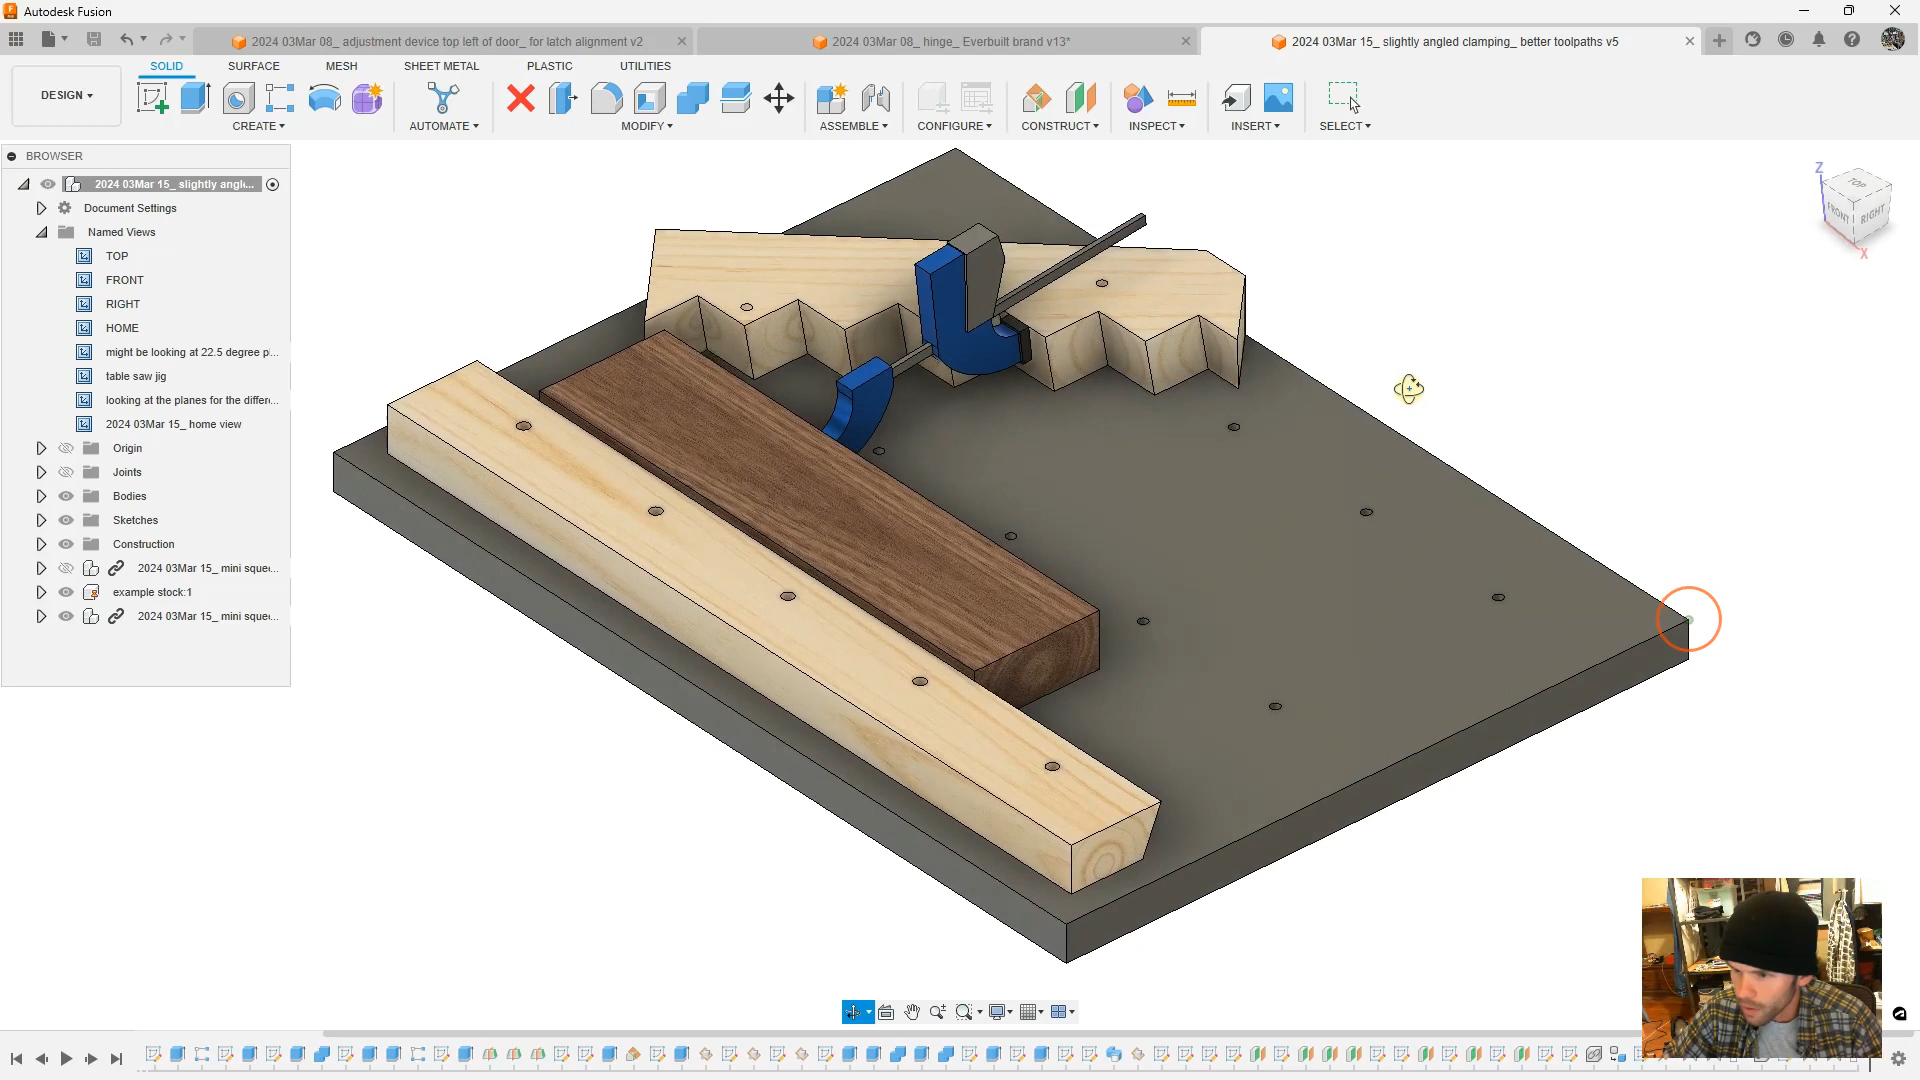 Autodesk Fusion
2024 03Mar 08_ adjustment device top left of door_ for latch alignment v2
2024 03Mar 08_ hinge_ Everbuilt brand v13*
2024 03Mar 15_ slightly angled clamping_ better toolpaths v5
SOLID SURFACE MESH SHEET METAL PLASTIC UTILITIES
DESIGN
CREATE AUTOMATE MODIFY ASSEMBLE CONFIGURE CONSTRUCT INSPECT INSERT SELECT
BROWSER
2024 03Mar 15_ slightly angl...
Document Settings
Named Views
TOP
FRONT
RIGHT
HOME
might be looking at 22.5 degree p...
table saw jig
looking at the planes for the differe...
2024 03Mar 15_ home view
Origin
Joints
Bodies
Sketches
Construction
2024 03Mar 15_ mini squee...
example stock:1
2024 03Mar 15_ mini squee...
Z
TOP
FRONT
RIGHT
X